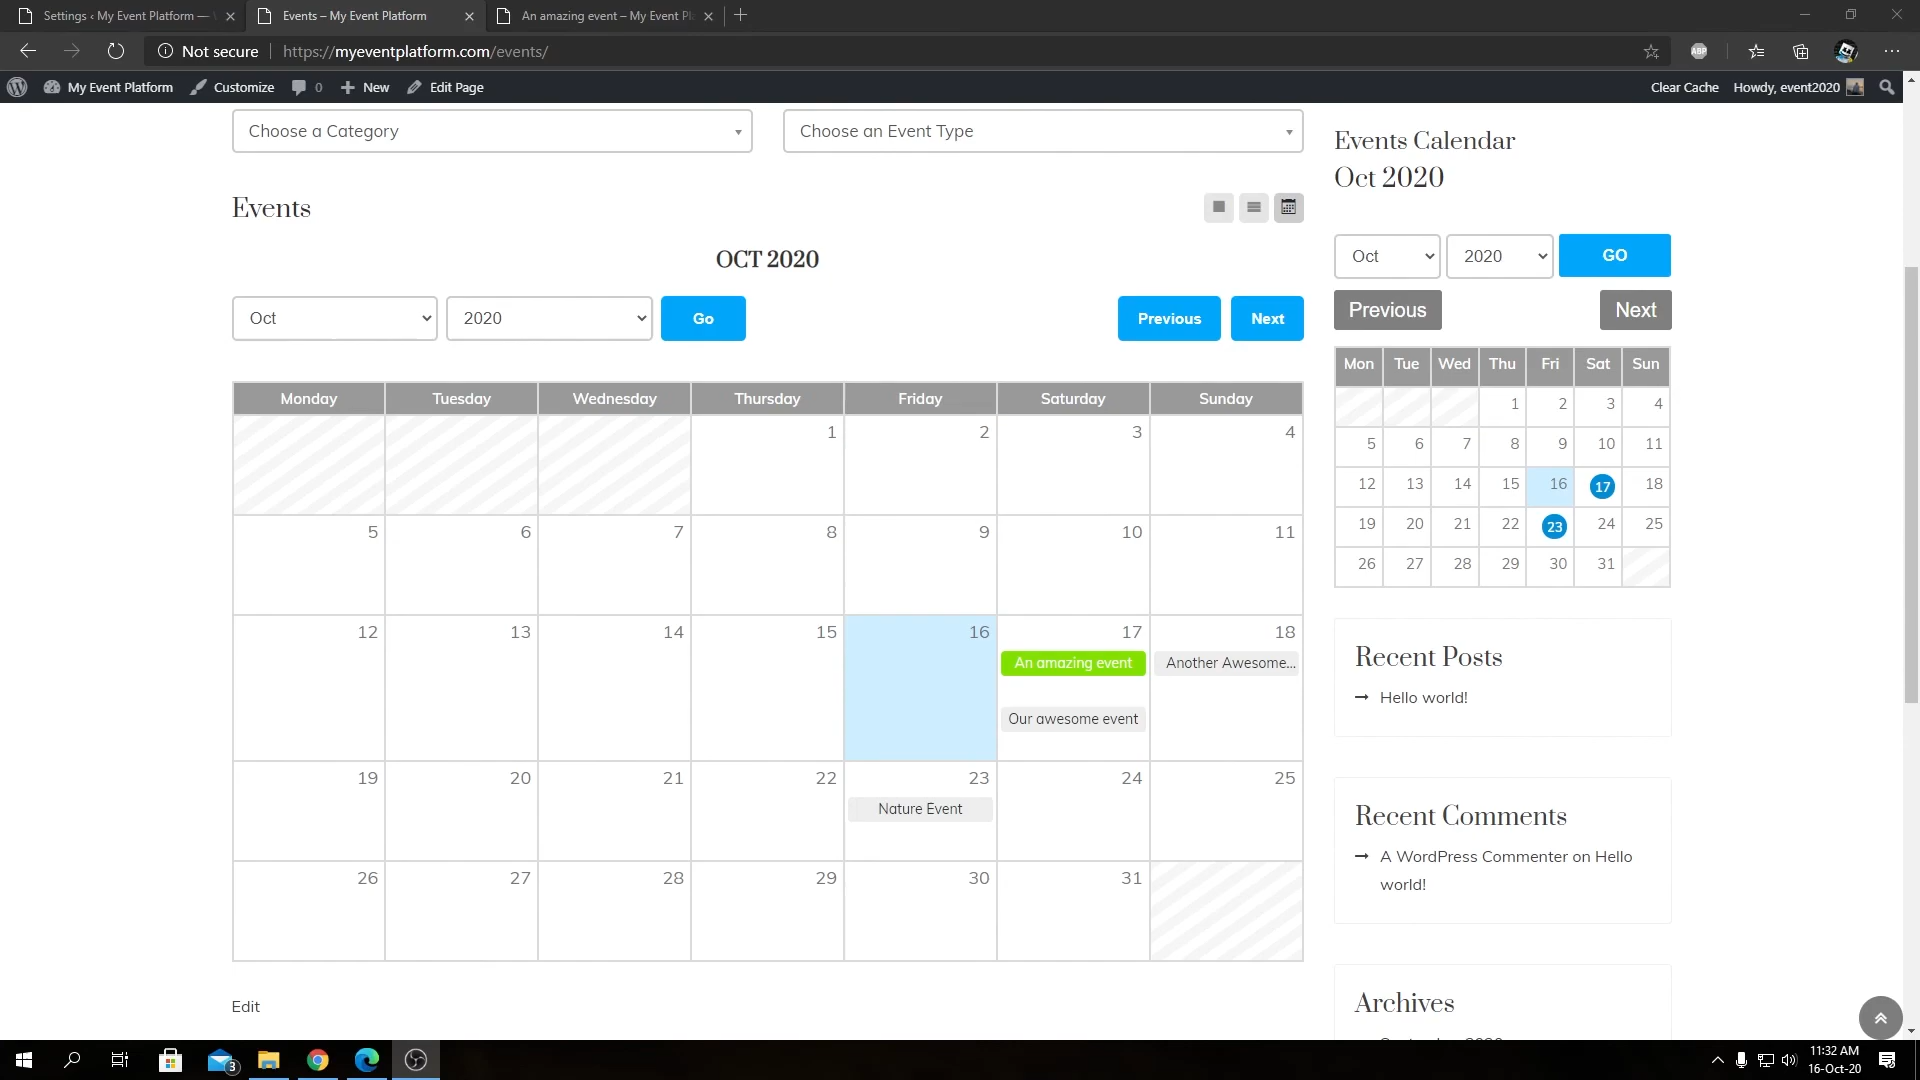 Settings ‹ My Event Platform —
Events – My Event Platform
An amazing event – My Event Pl
Not secure
https://myeventplatform.com/events/
ABP
My Event Platform
Customize
0
New
Edit Page
Clear Cache
Howdy, event2020
Choose a Category
Choose an Event Type
Events
OCT 2020
Oct
2020
Go
Previous
Next
Monday Tuesday Wednesday Thursday Friday Saturday Sunday
1 2 3 4
5 6 7 8 9 10 11
12 13 14 15 16 17 18
An amazing event
Another Awesome...
Our awesome event
19 20 21 22 23 24 25
Nature Event
26 27 28 29 30 31
Edit
Events Calendar
Oct 2020
Oct
2020
GO
Previous
Next
Mon Tue Wed Thu Fri Sat Sun
1 2 3 4
5 6 7 8 9 10 11
12 13 14 15 16 17 18
19 20 21 22 23 24 25
26 27 28 29 30 31
Recent Posts
Hello world!
Recent Comments
A WordPress Commenter on Hello
world!
Archives
3
11:32 AM
16-Oct-20